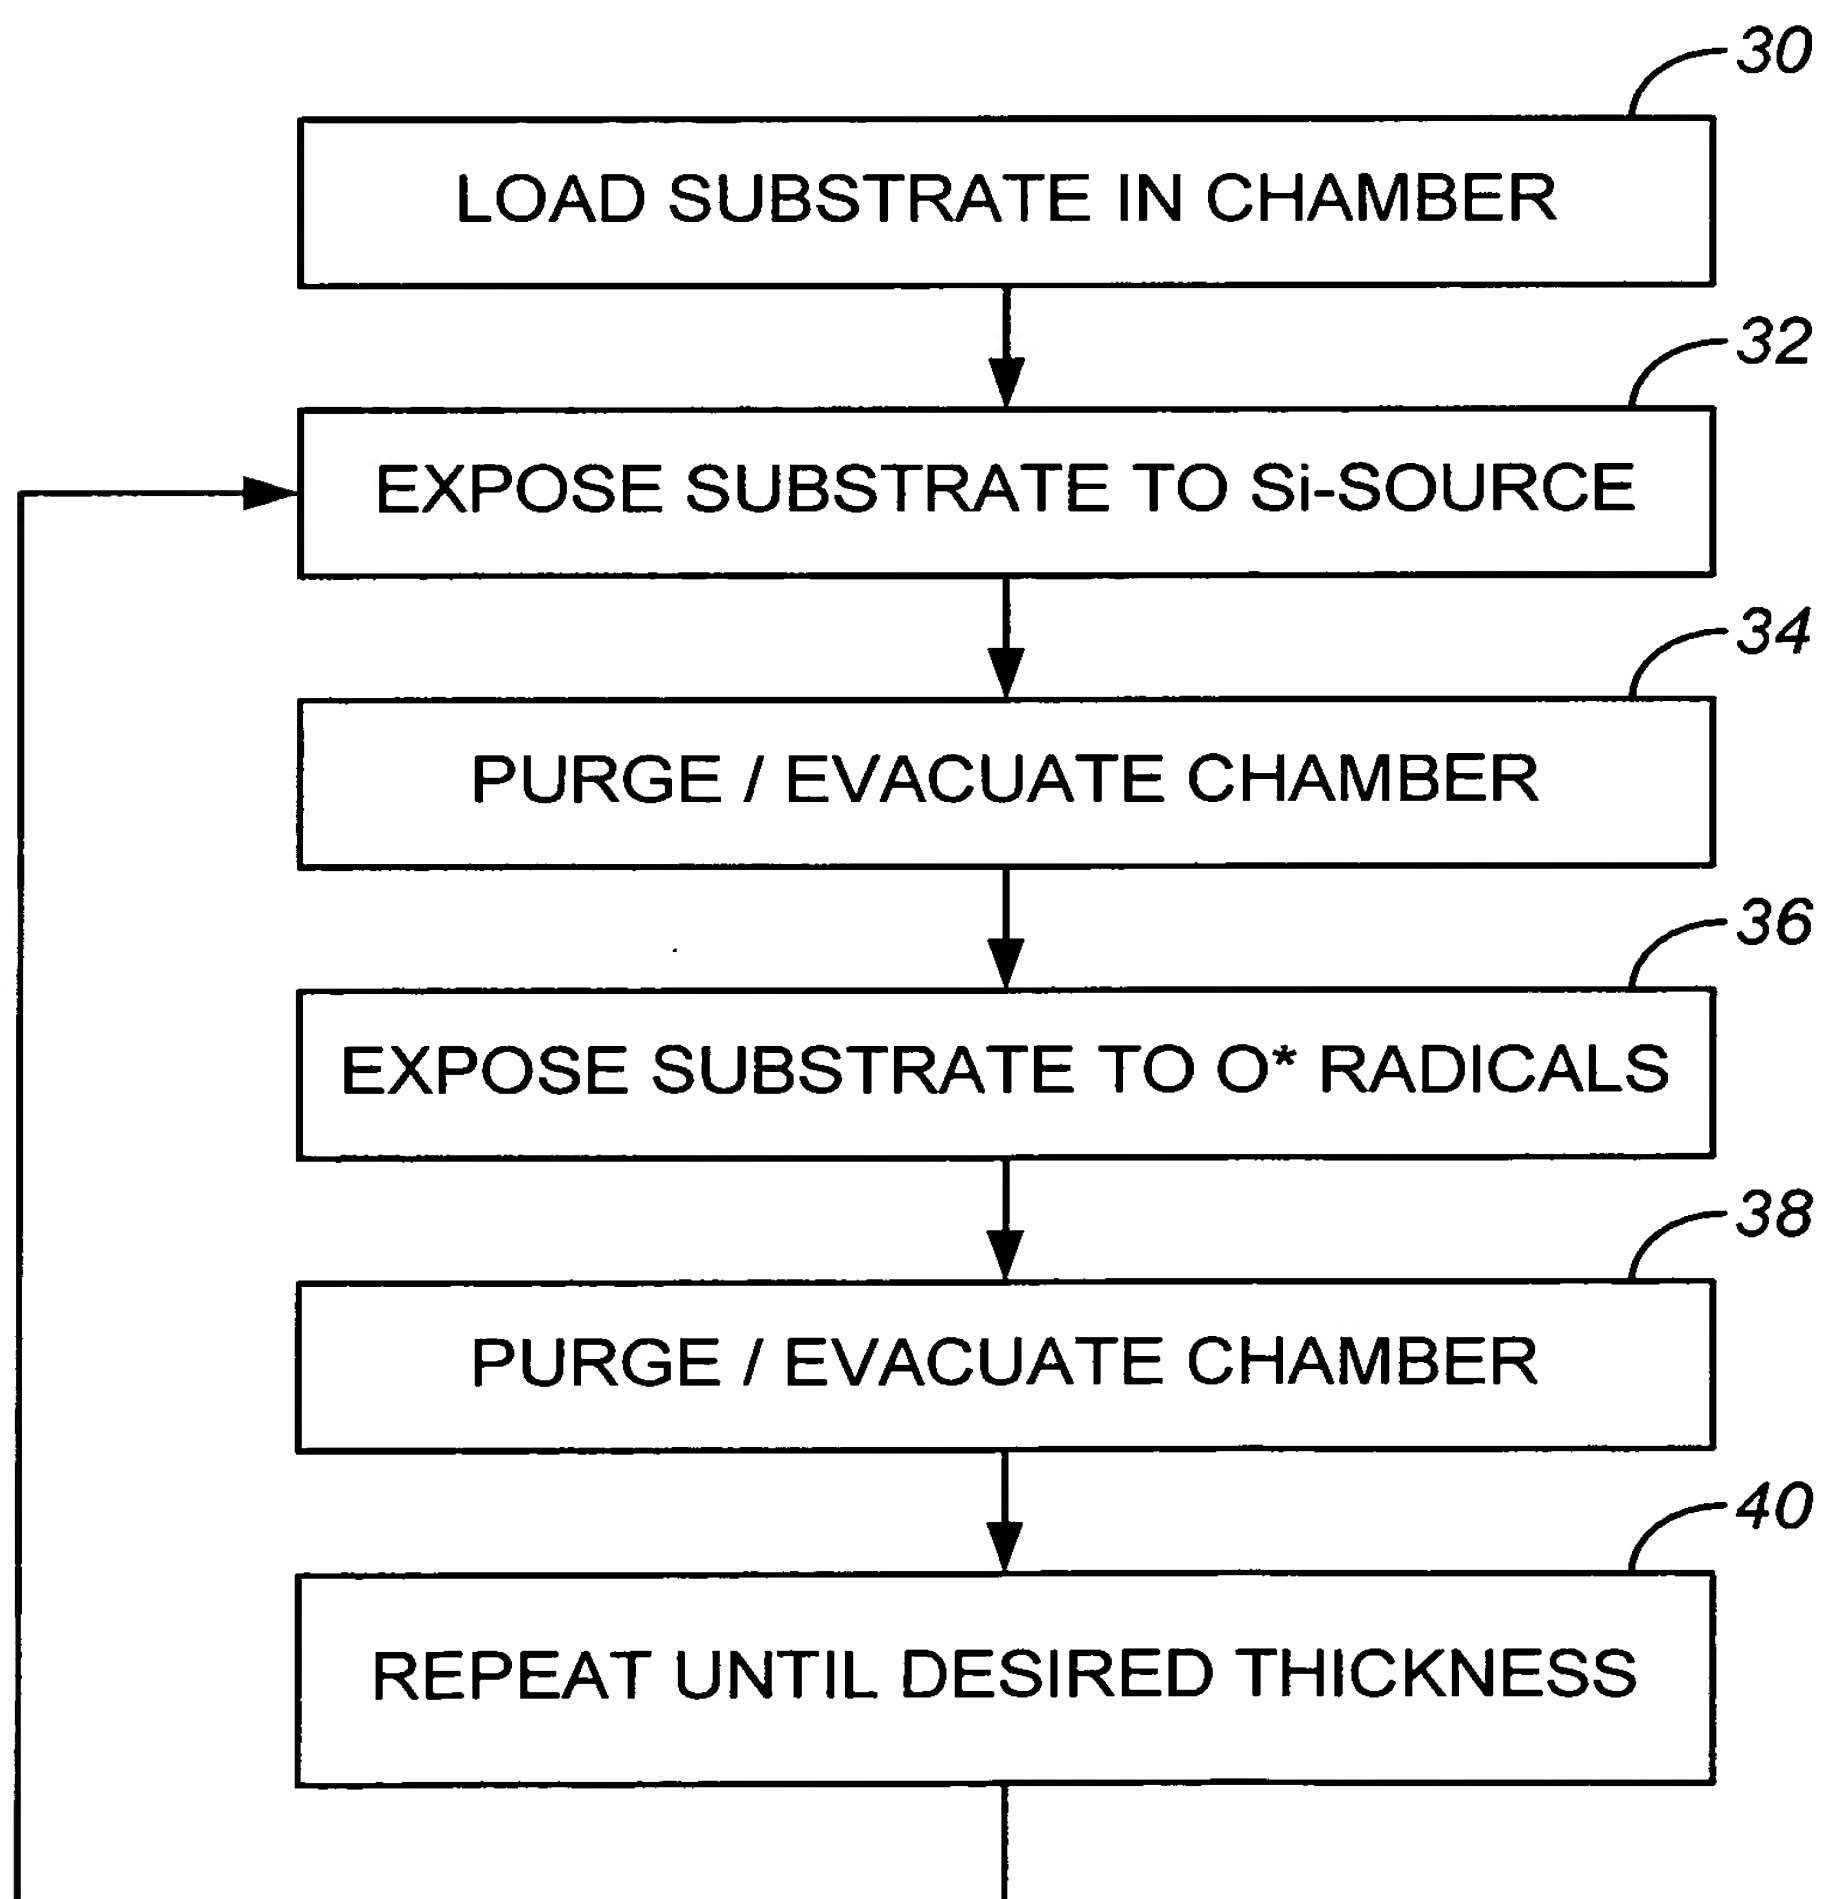 30
LOAD SUBSTRATE IN CHAMBER
32
EXPOSE SUBSTRATE TO Si-SOURCE
34
PURGE / EVACUATE CHAMBER
36
EXPOSE SUBSTRATE TO O* RADICALS
38
PURGE / EVACUATE CHAMBER
40
REPEAT UNTIL DESIRED THICKNESS